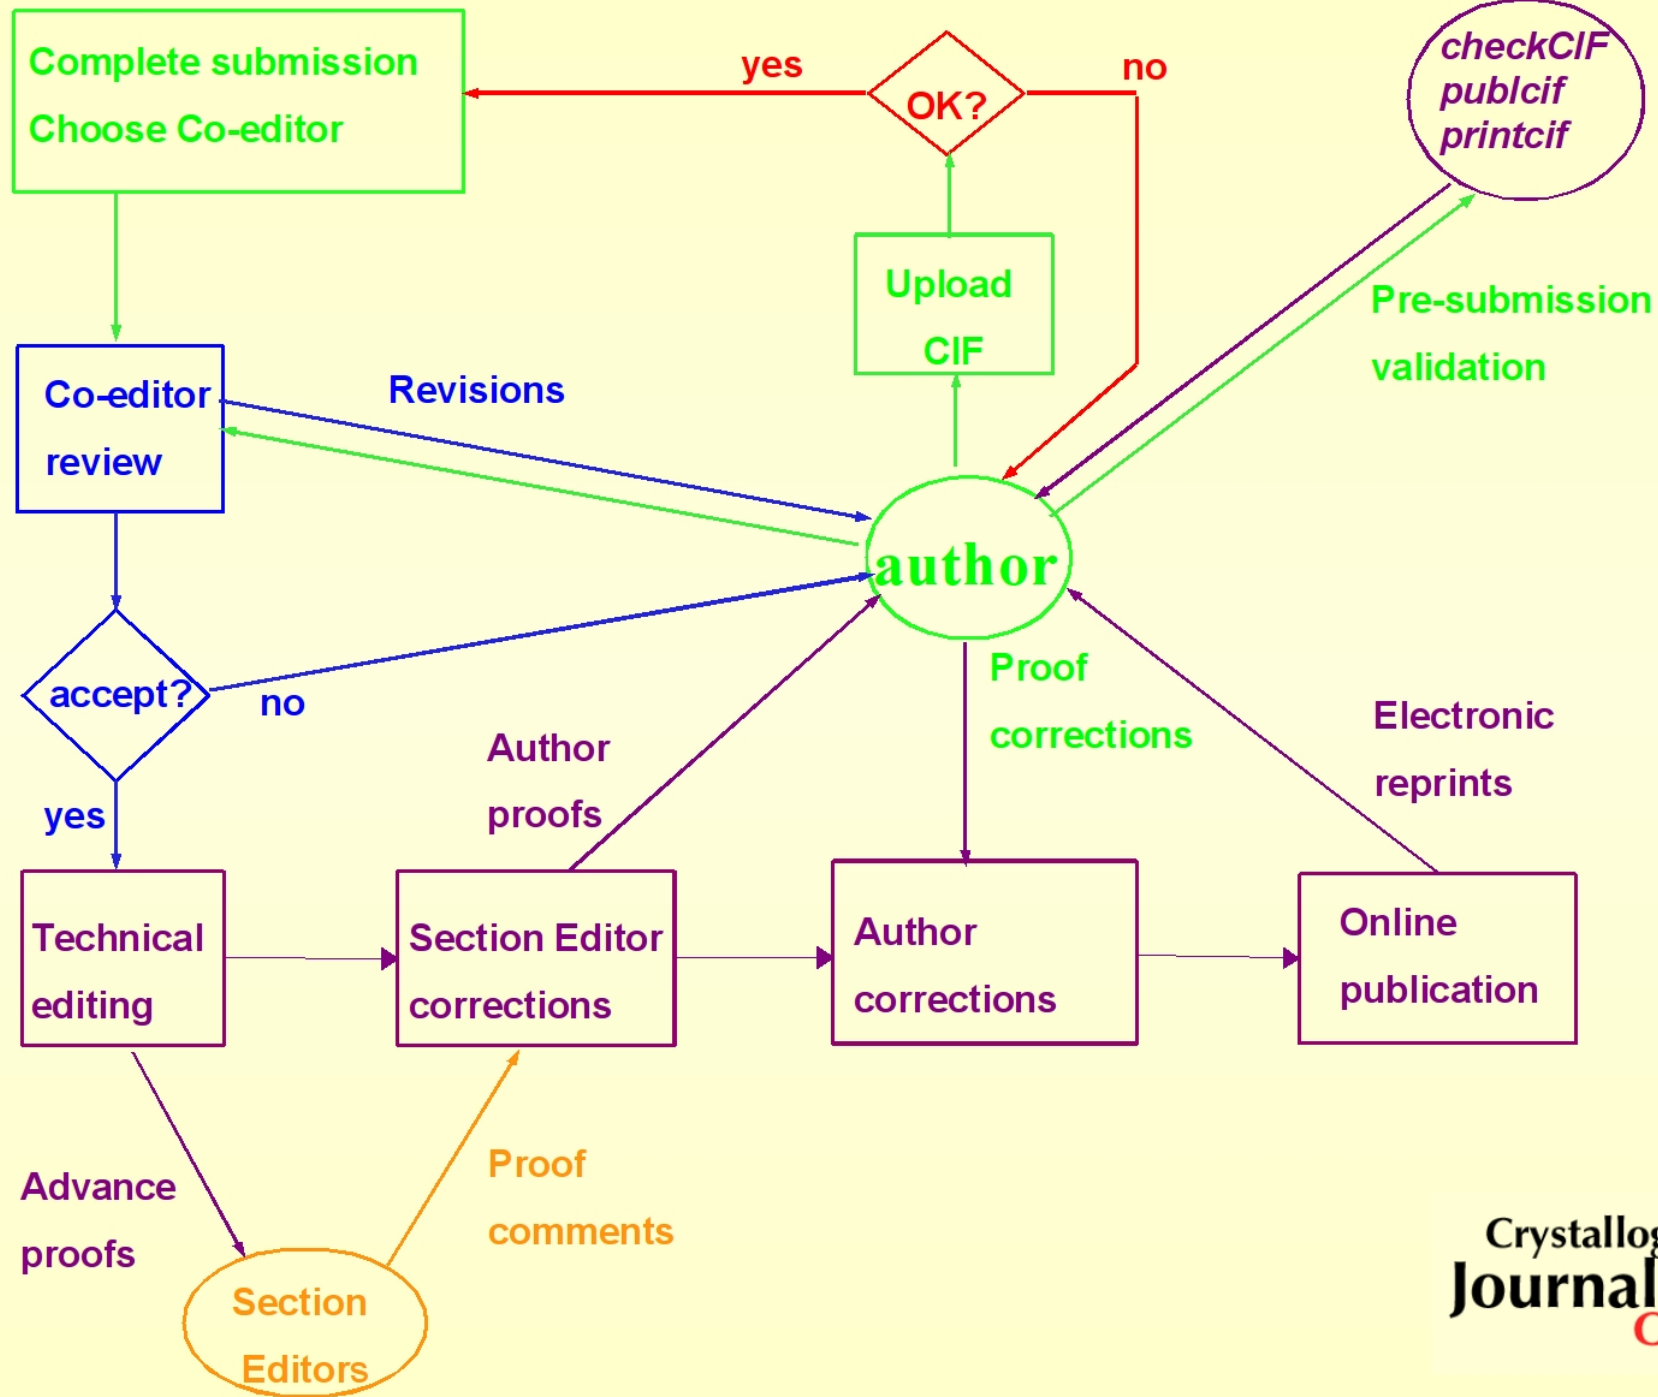 Complete submission
Choose Co-editor
yes
OK?
no
checkCIF
publcif
printcif
Upload
CIF
Pre-submission
validation
Co-editor
review
Revisions
author
accept?
no
yes
Author
proofs
Proof
corrections
Electronic
reprints
Technical
editing
Section Editor
corrections
Author
corrections
Online
publication
Advance
proofs
Proof
comments
Section
Editors
Journal